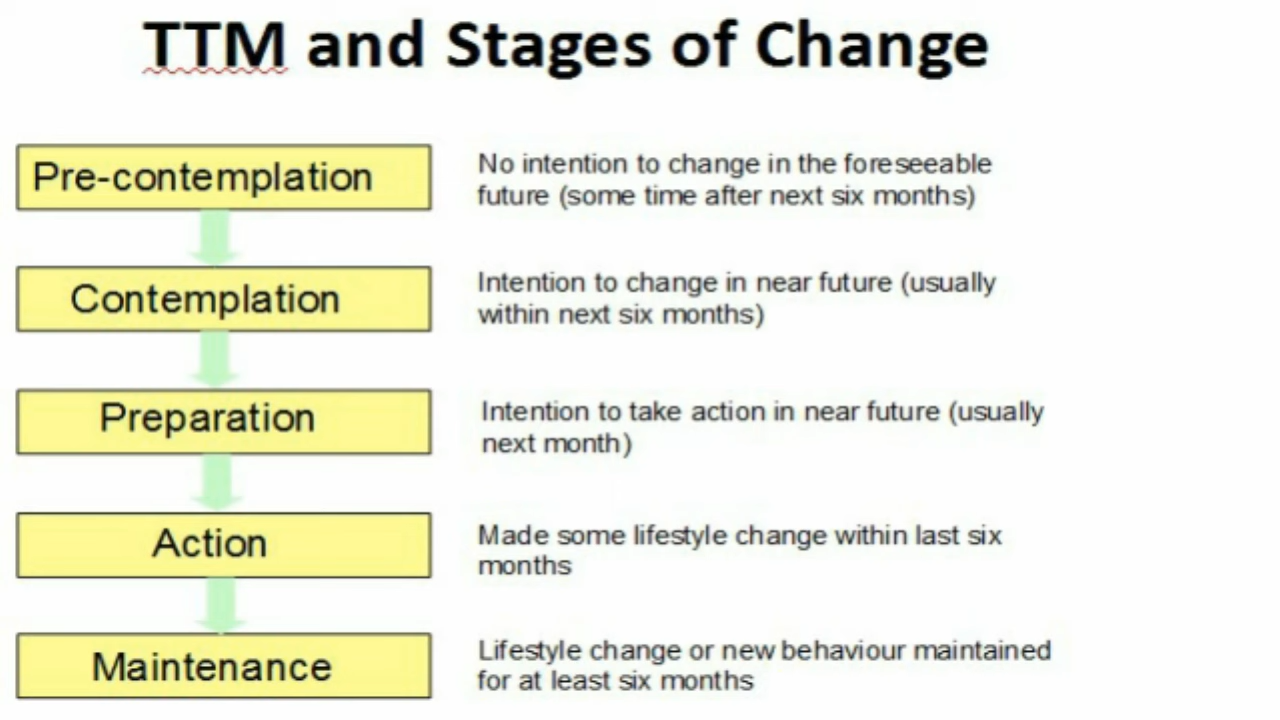 TTM and Stages of Change
Pre-contemplation
No intention to change in the foreseeable
future (some time after next six months)
Contemplation
Intention to change in near future (usually
within next six months)
Preparation
Intention to take action in near future (usually
next month)
Action
Made some lifestyle change within last six
months
Maintenance
Lifestyle change or new behaviour maintained
for at least six months